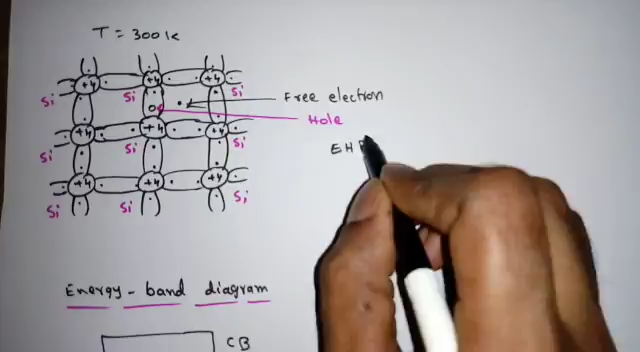 T = 300 k
+4 +4 +4
Si Si Si
Free electron
Hole
+4 +4 +4
Si Si Si
E H
+4 +4 +4
Si Si Si
Energy - band diagram
CB